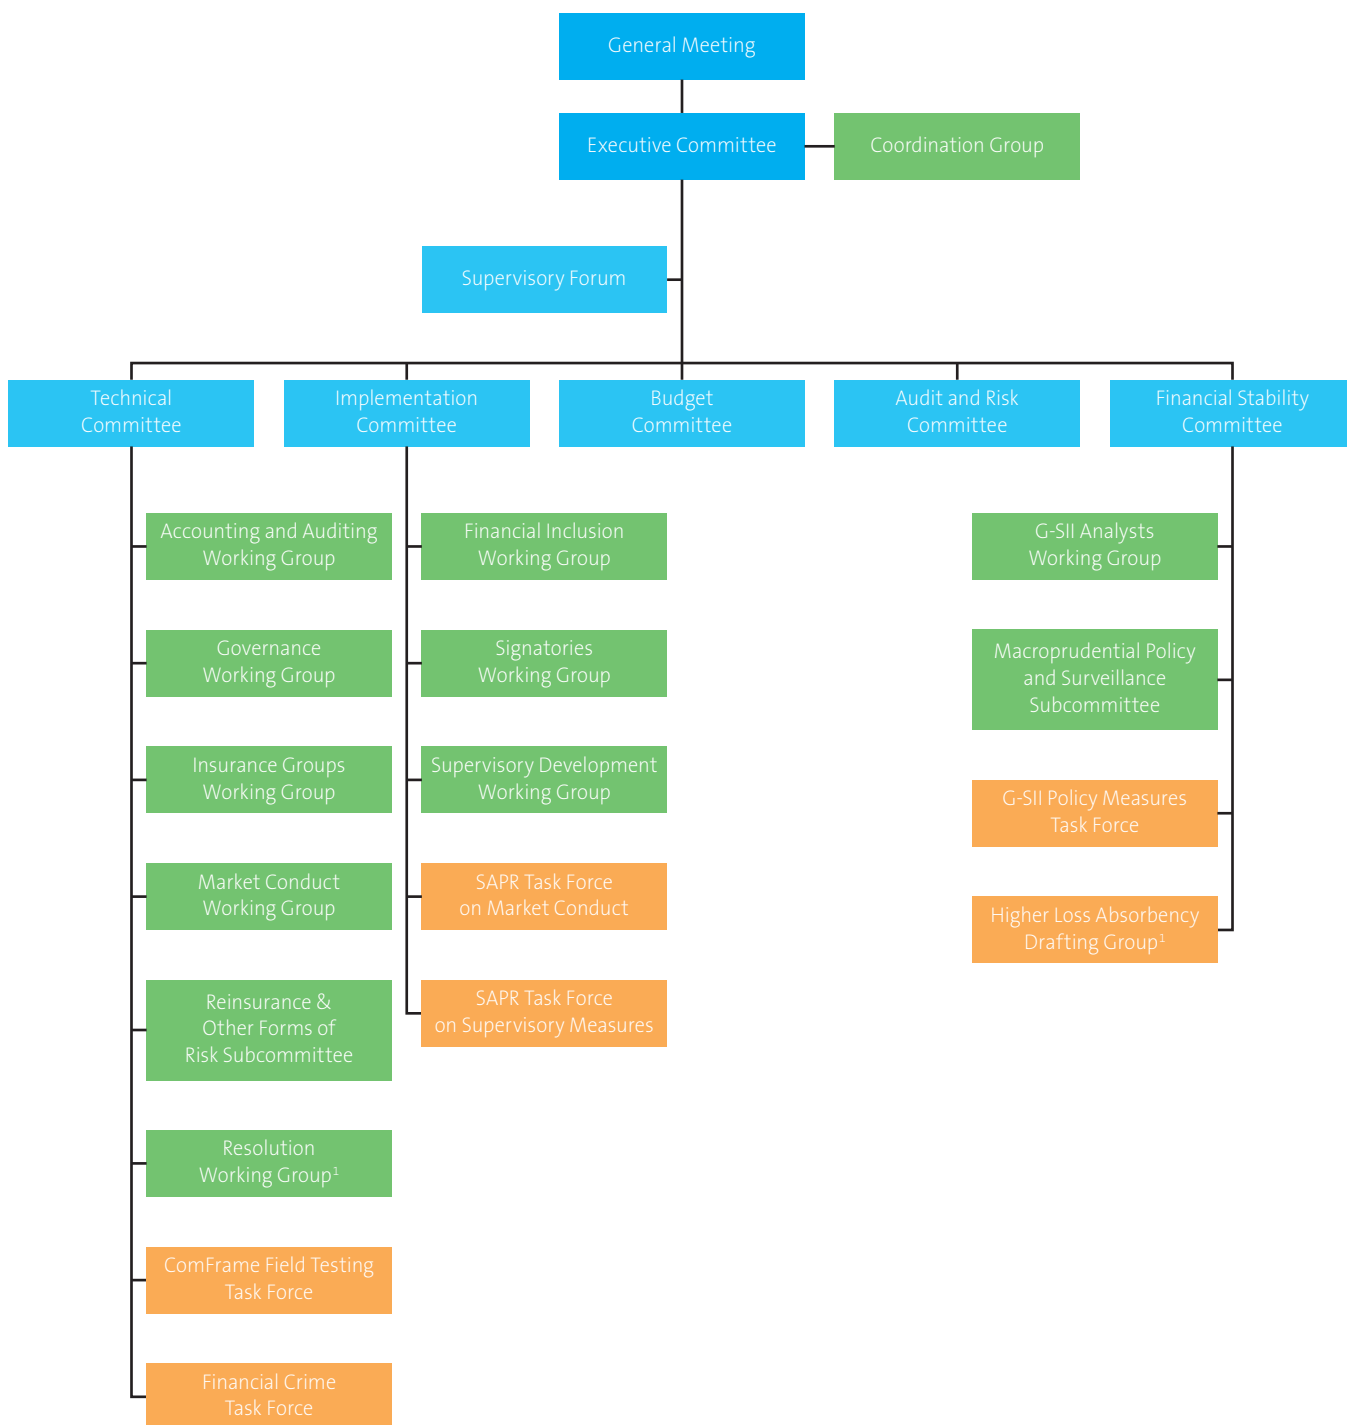 General Meeting
Executive Committee
Coordination Group
Supervisory Forum
Technical
Committee
Implementation
Committee
Budget
Committee
Audit and Risk
Committee
Financial Stability
Committee
Accounting and Auditing
Working Group
Governance
Working Group
Insurance Groups
Working Group
Market Conduct
Working Group
Reinsurance &
Other Forms of
Risk Subcommittee
Resolution
Working Group¹
ComFrame Field Testing
Task Force
Financial Crime
Task Force
Financial Inclusion
Working Group
Signatories
Working Group
Supervisory Development
Working Group
SAPR Task Force
on Market Conduct
SAPR Task Force
on Supervisory Measures
G-SII Analysts
Working Group
Macroprudential Policy
and Surveillance
Subcommittee
G-SII Policy Measures
Task Force
Higher Loss Absorbency
Drafting Group¹